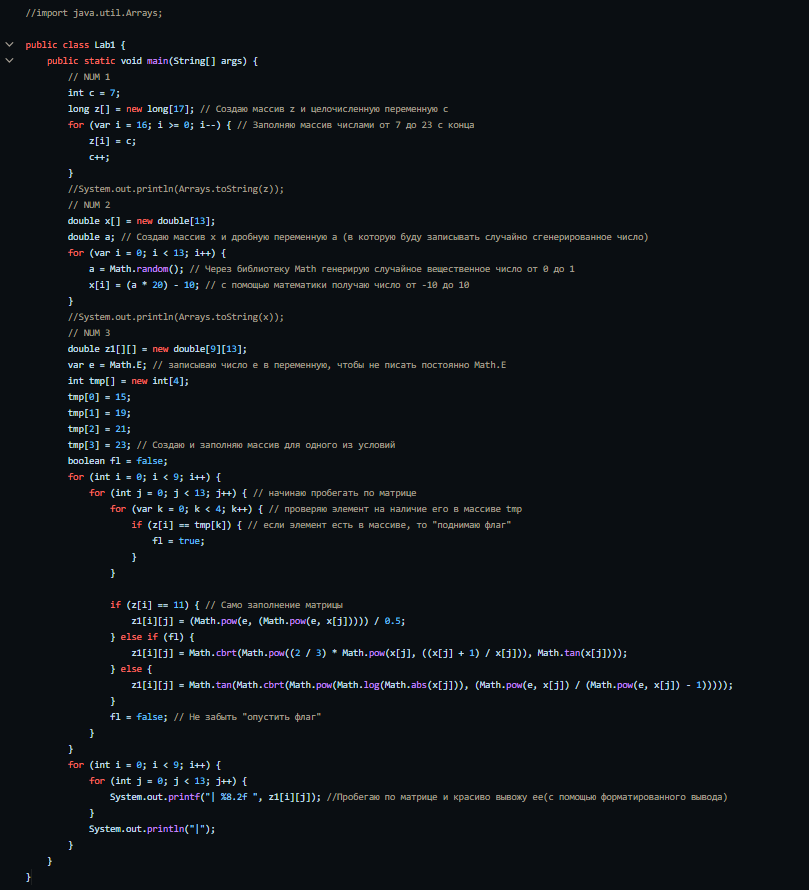 //import java.util.Arrays;

public class Lab1 {
    public static void main(String[] args) {
        // NUM 1
        int c = 7;
        long z[] = new long[17]; // Создаю массив z и целочисленную переменную c
        for (var i = 16; i >= 0; i--) { // Заполняю массив числами от 7 до 23 с конца
            z[i] = c;
            c++;
        }
        //System.out.println(Arrays.toString(z));
        // NUM 2
        double x[] = new double[13];
        double a; // Создаю массив x и дробную переменную a (в которую буду записывать случайно сгенерированное число)
        for (var i = 0; i < 13; i++) {
            a = Math.random(); // Через библиотеку Math генерирую случайное вещественное число от 0 до 1
            x[i] = (a * 20) - 10; // с помощью математики получаю число от -10 до 10
        }
        //System.out.println(Arrays.toString(x));
        // NUM 3
        double z1[][] = new double[9][13];
        var e = Math.E; // записываю число e в переменную, чтобы не писать постоянно Math.E
        int tmp[] = new int[4];
        tmp[0] = 15;
        tmp[1] = 19;
        tmp[2] = 21;
        tmp[3] = 23; // Создаю и заполняю массив для одного из условий
        boolean fl = false;
        for (int i = 0; i < 9; i++) {
            for (int j = 0; j < 13; j++) { // начинаю пробегать по матрице
                for (var k = 0; k < 4; k++) { // проверяю элемент на наличие его в массиве tmp
                    if (z[i] == tmp[k]) { // если элемент есть в массиве, то "поднимаю флаг"
                        fl = true;
                    }
                }

                if (z[i] == 11) { // Само заполнение матрицы
                    z1[i][j] = (Math.pow(e, (Math.pow(e, x[j])))) / 0.5;
                } else if (fl) {
                    z1[i][j] = Math.cbrt(Math.pow((2 / 3) * Math.pow(x[j], ((x[j] + 1) / x[j])), Math.tan(x[j])));
                } else {
                    z1[i][j] = Math.tan(Math.cbrt(Math.pow(Math.log(Math.abs(x[j])), (Math.pow(e, x[j]) / (Math.pow(e, x[j]) - 1)))));
                }
                fl = false; // Не забыть "опустить флаг"
            }
        }
        for (int i = 0; i < 9; i++) {
            for (int j = 0; j < 13; j++) {
                System.out.printf("| %8.2f ", z1[i][j]); //Пробегаю по матрице и красиво вывожу ее(с помощью форматированного вывода)
            }
            System.out.println("|");
        }
    }
}